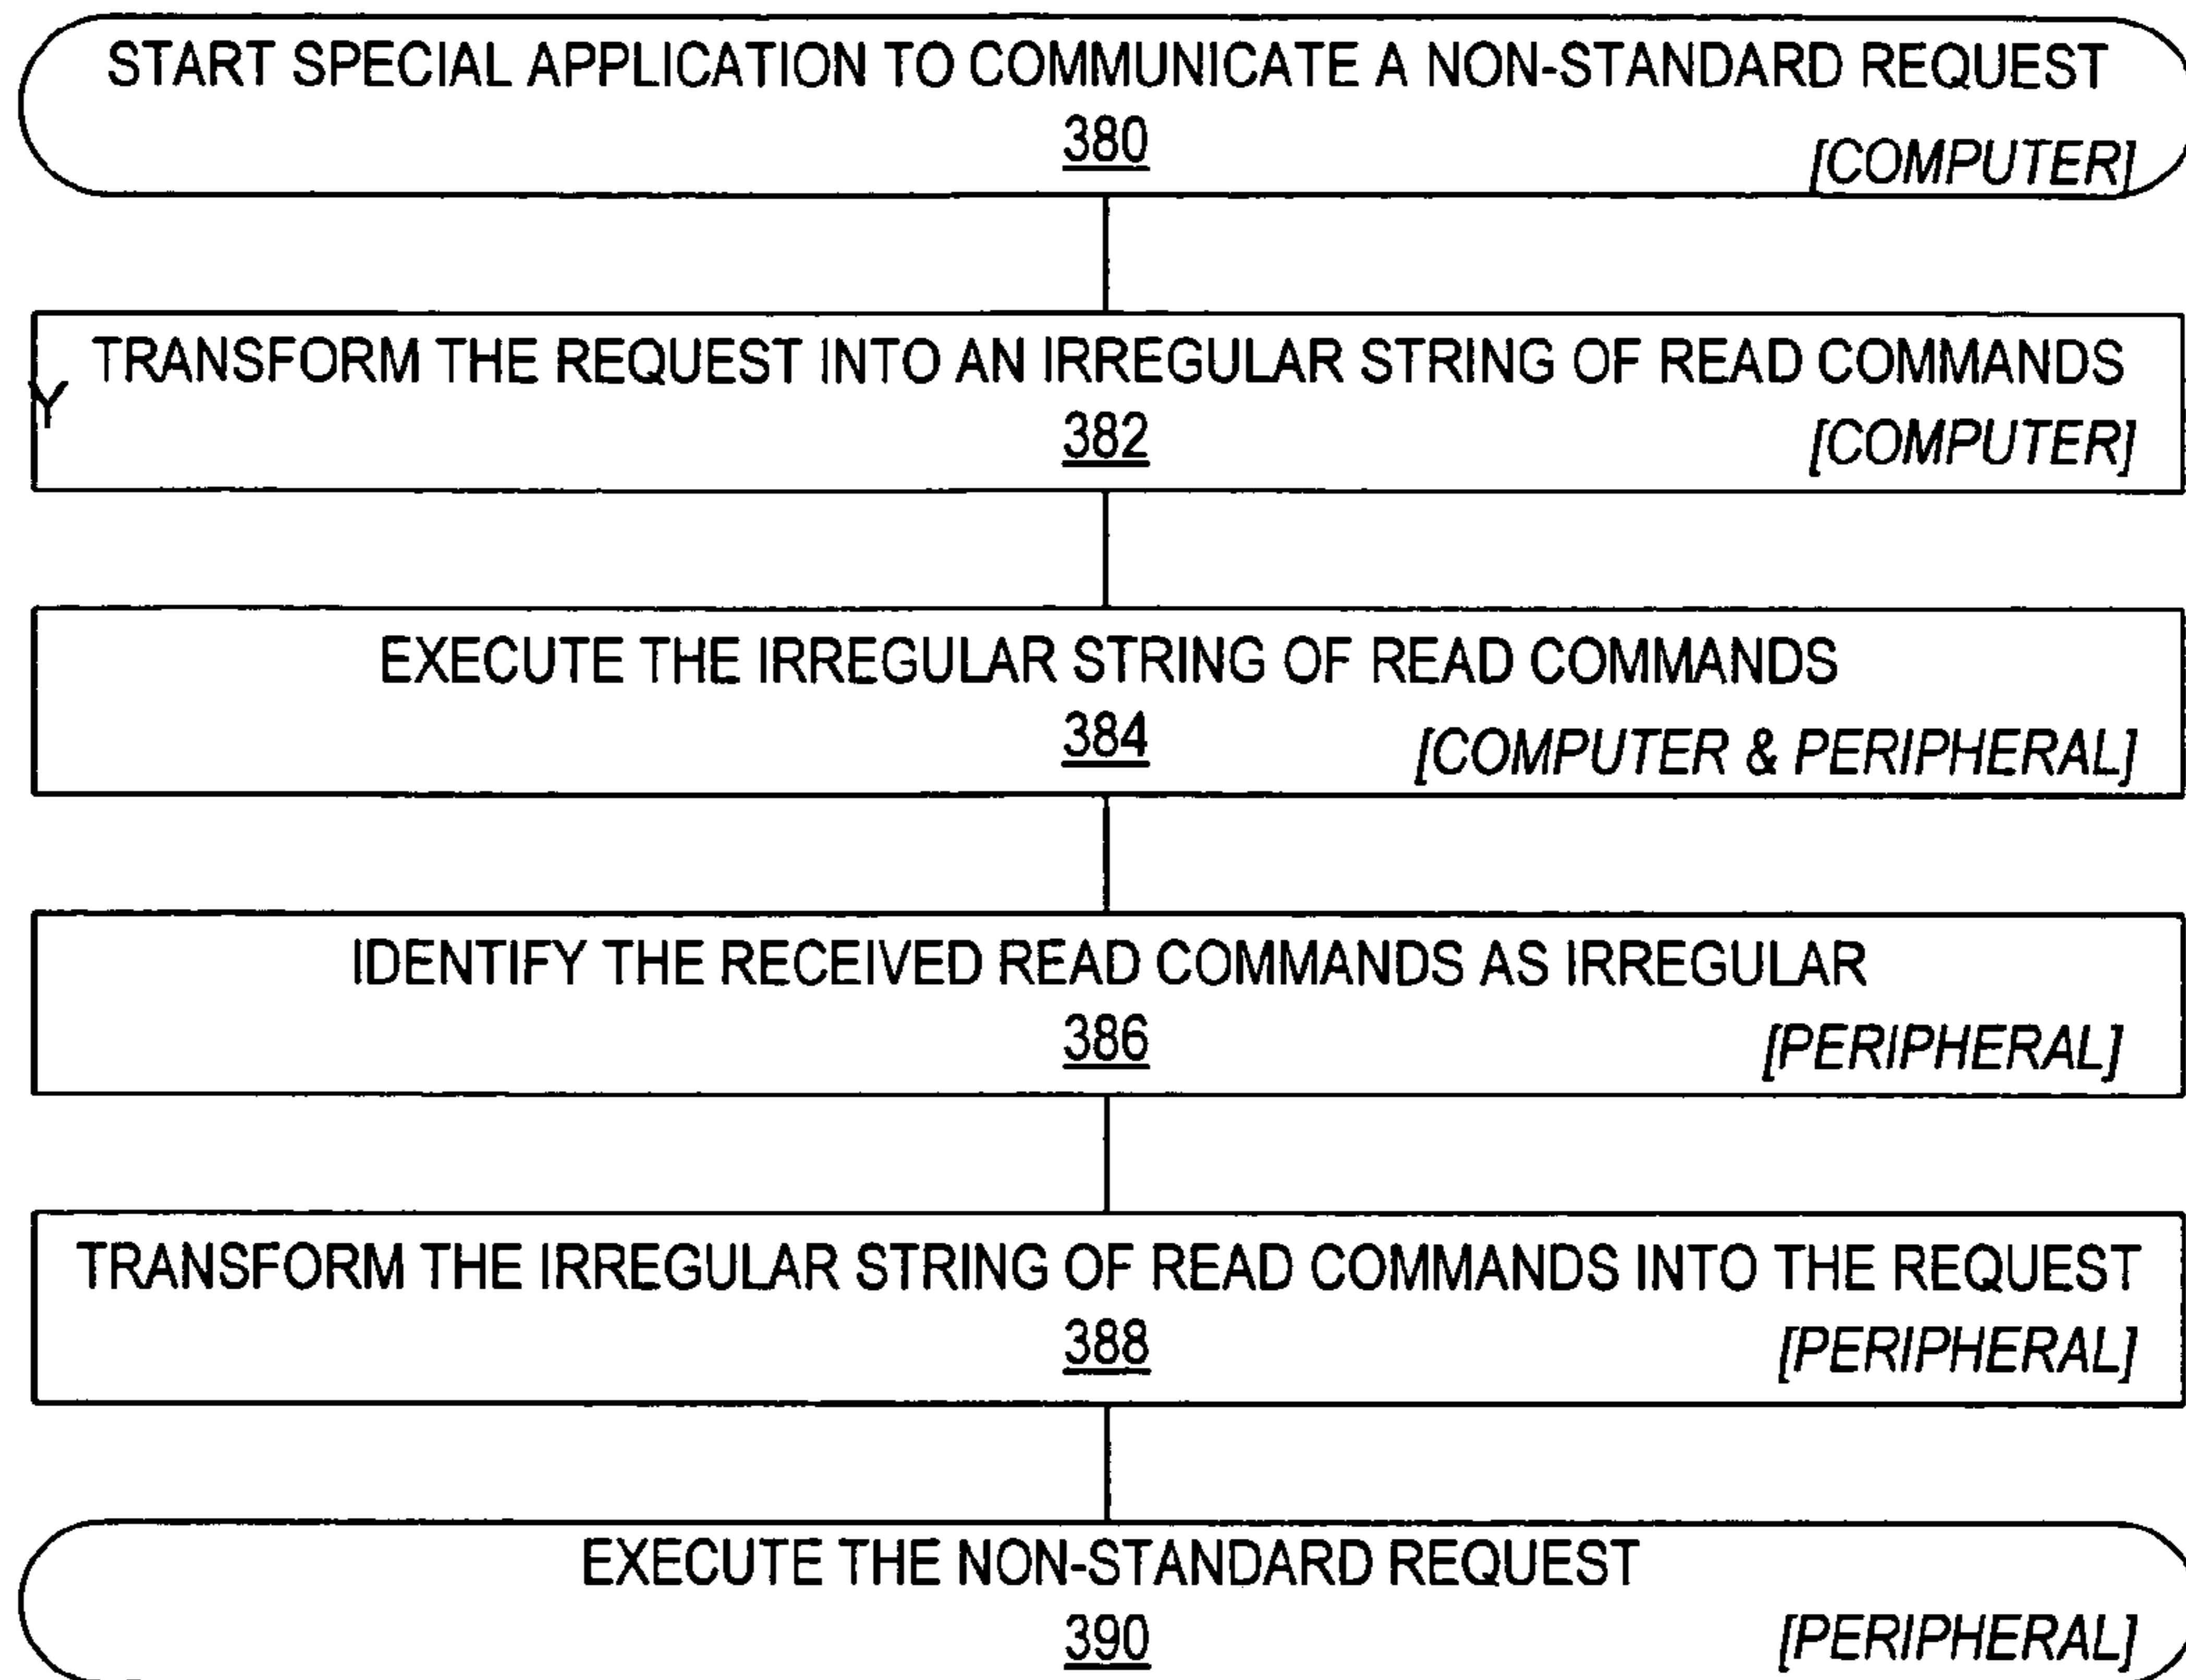 START SPECIAL APPLICATION TO COMMUNICATE A NON-STANDARD REQUEST
380
[COMPUTER]
TRANSFORM THE REQUEST INTO AN IRREGULAR STRING OF READ COMMANDS
Y
382
[COMPUTER]
EXECUTE THE IRREGULAR STRING OF READ COMMANDS
384
[COMPUTER & PERIPHERAL]
IDENTIFY THE RECEIVED READ COMMANDS AS IRREGULAR
386
[PERIPHERAL]
TRANSFORM THE IRREGULAR STRING OF READ COMMANDS INTO THE REQUEST
388
[PERIPHERAL]
EXECUTE THE NON-STANDARD REQUEST
390
[PERIPHERAL]